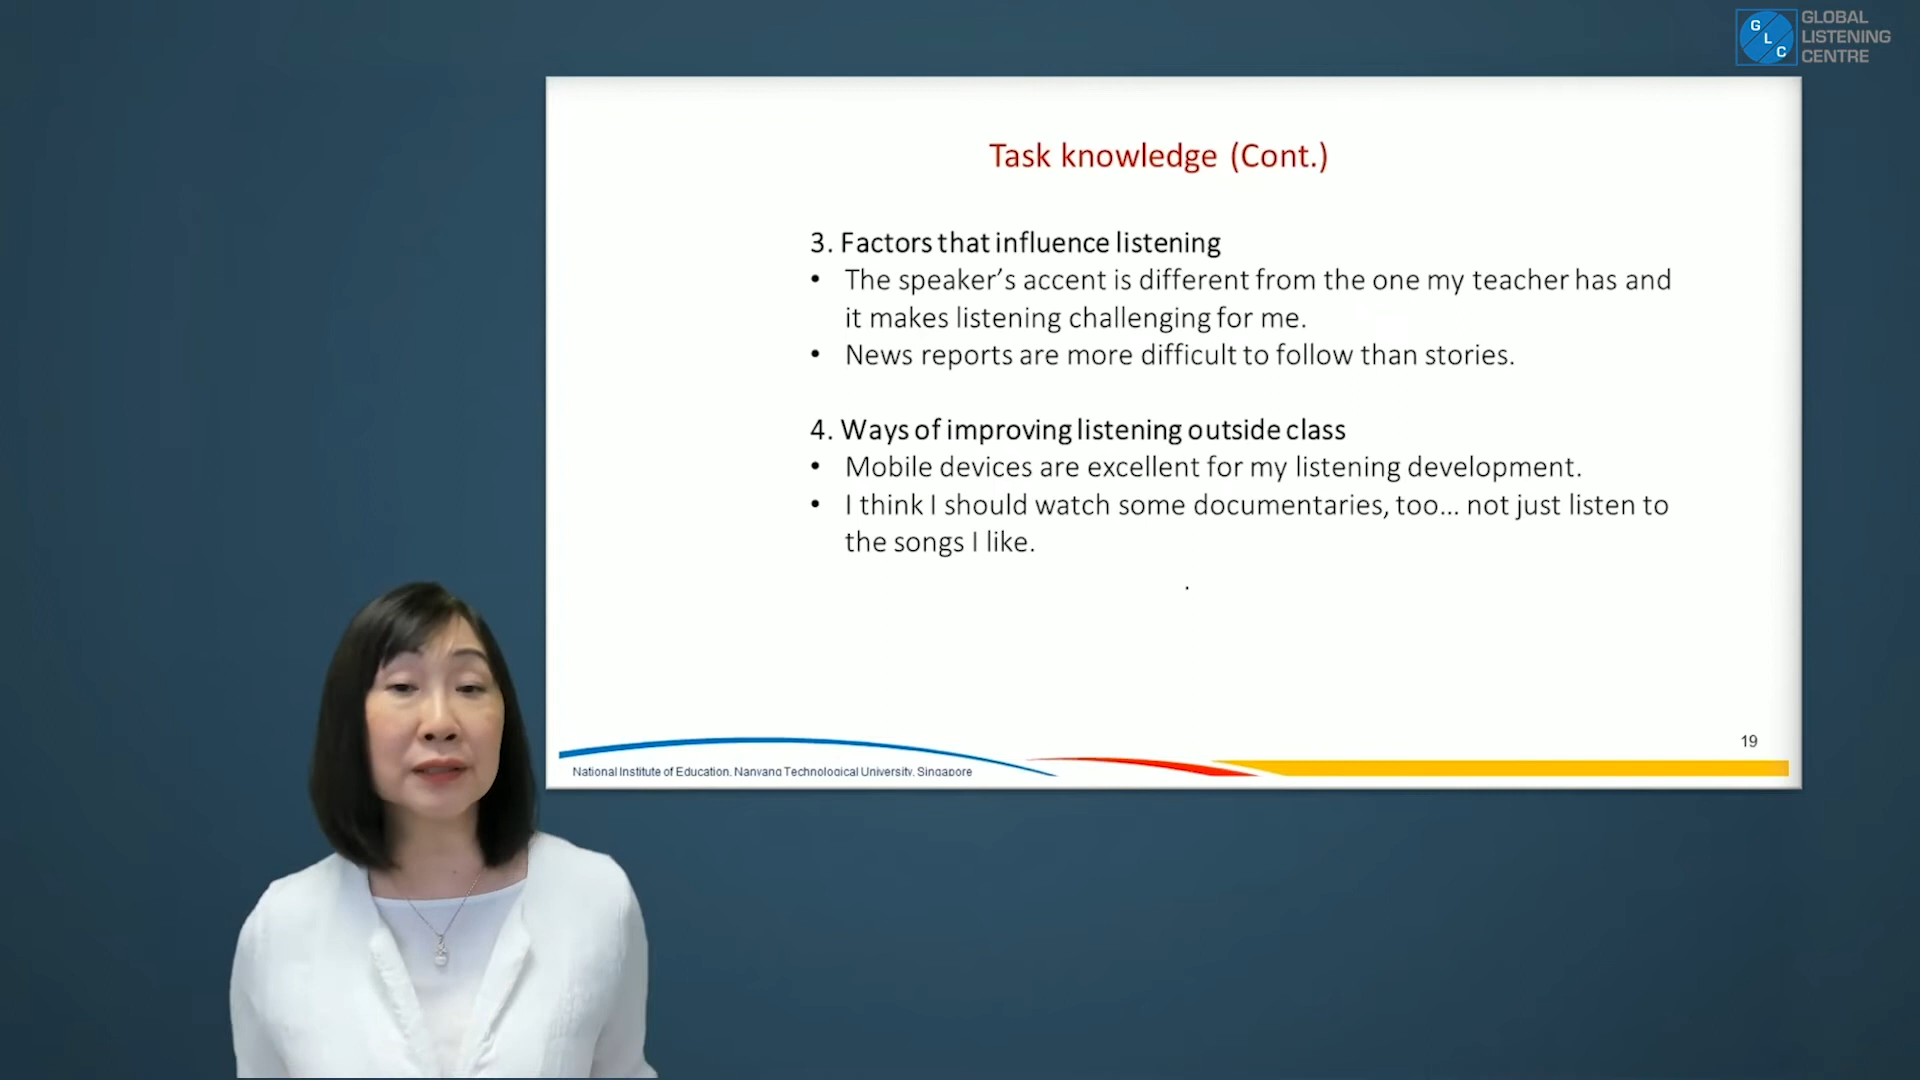 G
L
C
GLOBAL
LISTENING
CENTRE
Task knowledge (Cont.)
3. Factors that influence listening
• The speaker’s accent is different from the one my teacher has and
it makes listening challenging for me.
• News reports are more difficult to follow than stories.
4. Ways of improving listening outside class
• Mobile devices are excellent for my listening development.
• I think I should watch some documentaries, too… not just listen to
the songs I like.
.
19
National Institute of Education, Nanyang Technological University, Singapore